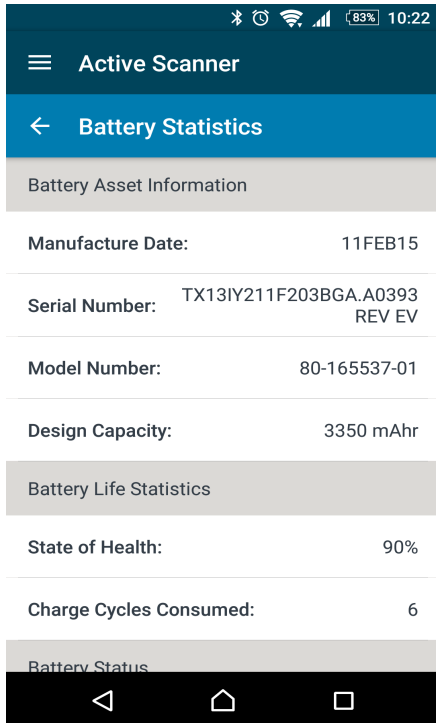 83% 10:22
Active Scanner
Battery Statistics
Battery Asset Information
Manufacture Date: 11FEB15
Serial Number: TX13IY211F203BGA.A0393
REV EV
Model Number: 80-165537-01
Design Capacity: 3350 mAhr
Battery Life Statistics
State of Health: 90%
Charge Cycles Consumed: 6
Battery Status